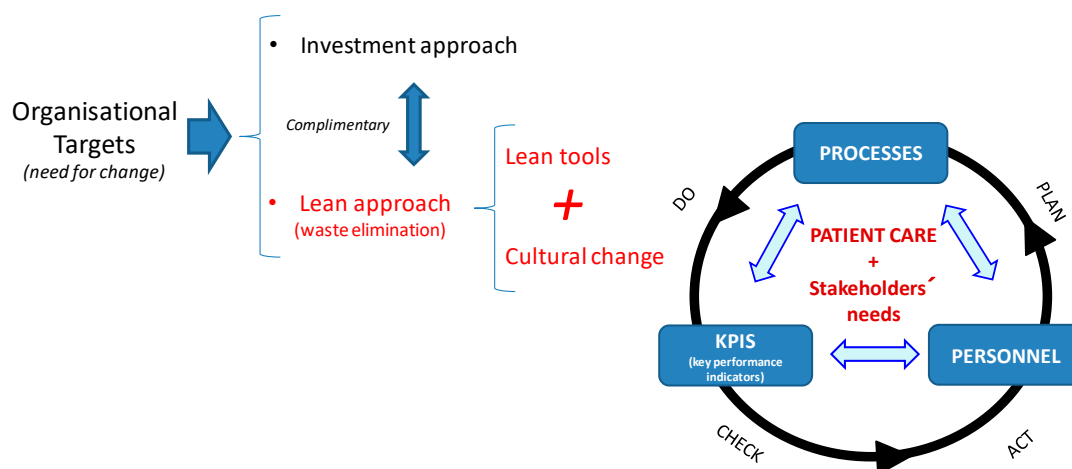 • Investment approach
Organisational
Targets
(need for change)
Complimentary
• Lean approach
(waste elimination)
Lean tools
+
Cultural change
PROCESSES
DO
PLAN
PATIENT CARE
+
Stakeholders´
needs
KPIS
(key performance
indicators)
PERSONNEL
CHECK
ACT